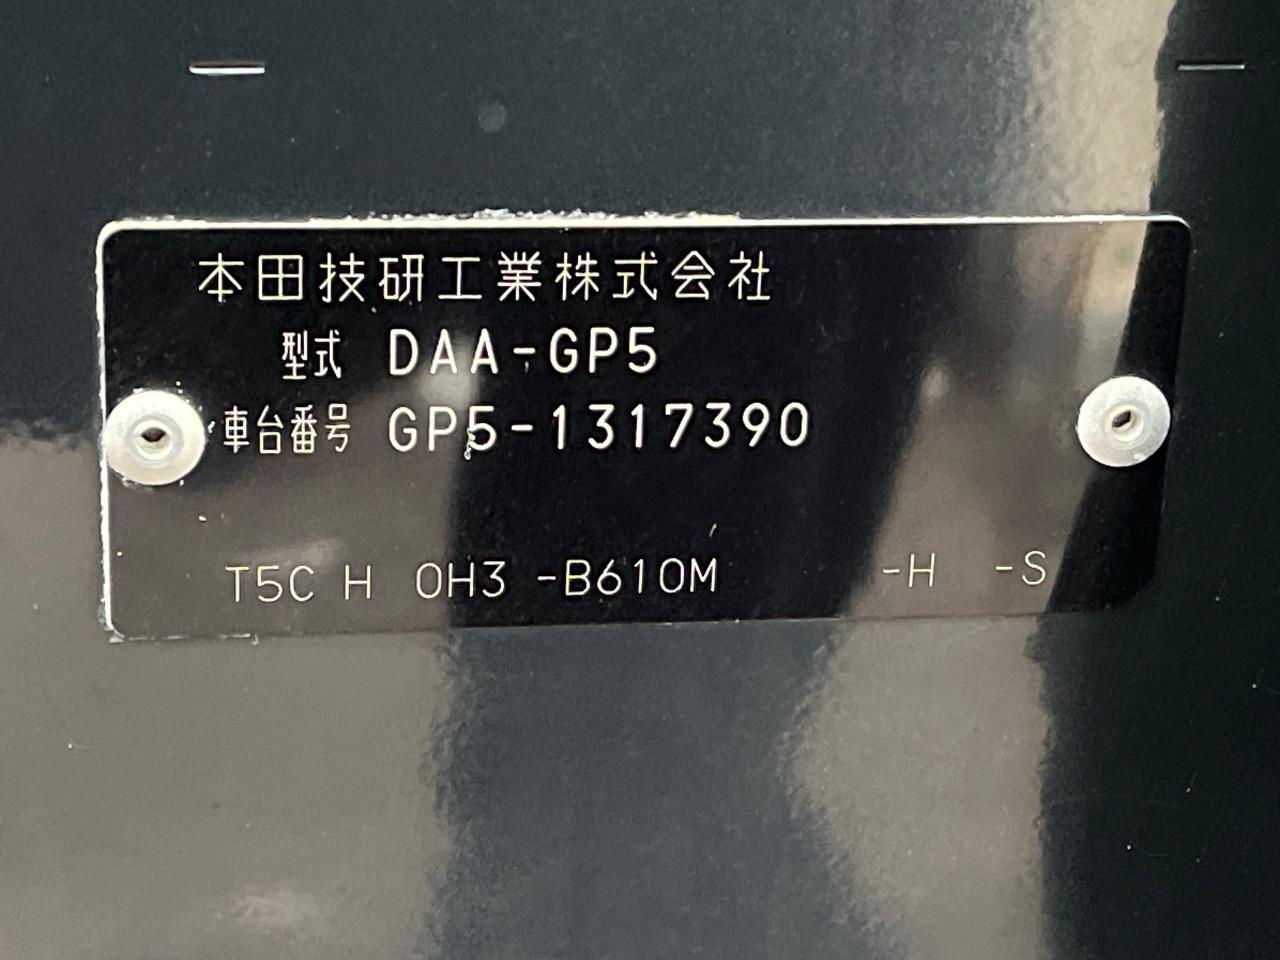 本田技研工業株式会社
型式 DAA-GP5
車台番号 GP5-1317390
T5C H 0H3 -B610M -H -S